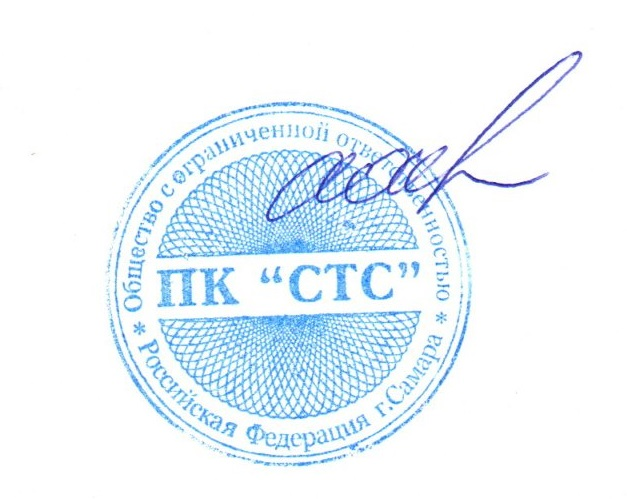 Общество с ограниченной ответственностью
ПК “СТС”
* Российская Федерация г.Самара *